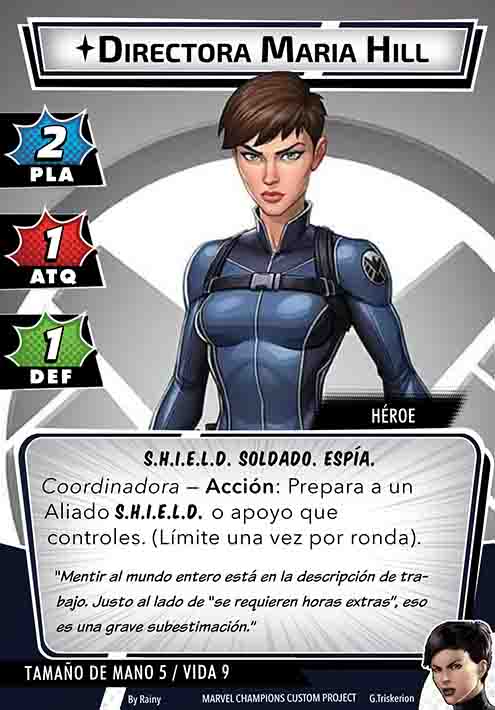 DIRECTORA MARIA HILL
2
PLA
1
ATQ
1
DEF
HÉROE
S.H.I.E.L.D. SOLDADO. ESPÍA.
Coordinadora – Acción: Prepara a un
Aliado S.H.I.E.L.D. o apoyo que
controles. (Límite una vez por ronda).
"Mentir al mundo entero está en la descripción de tra-
bajo. Justo al lado de "se requieren horas extras", eso
es una grave subestimación."
TAMAÑO DE MANO 5 / VIDA 9
By Rainy MARVEL CHAMPIONS CUSTOM PROJECT G.Triskerion